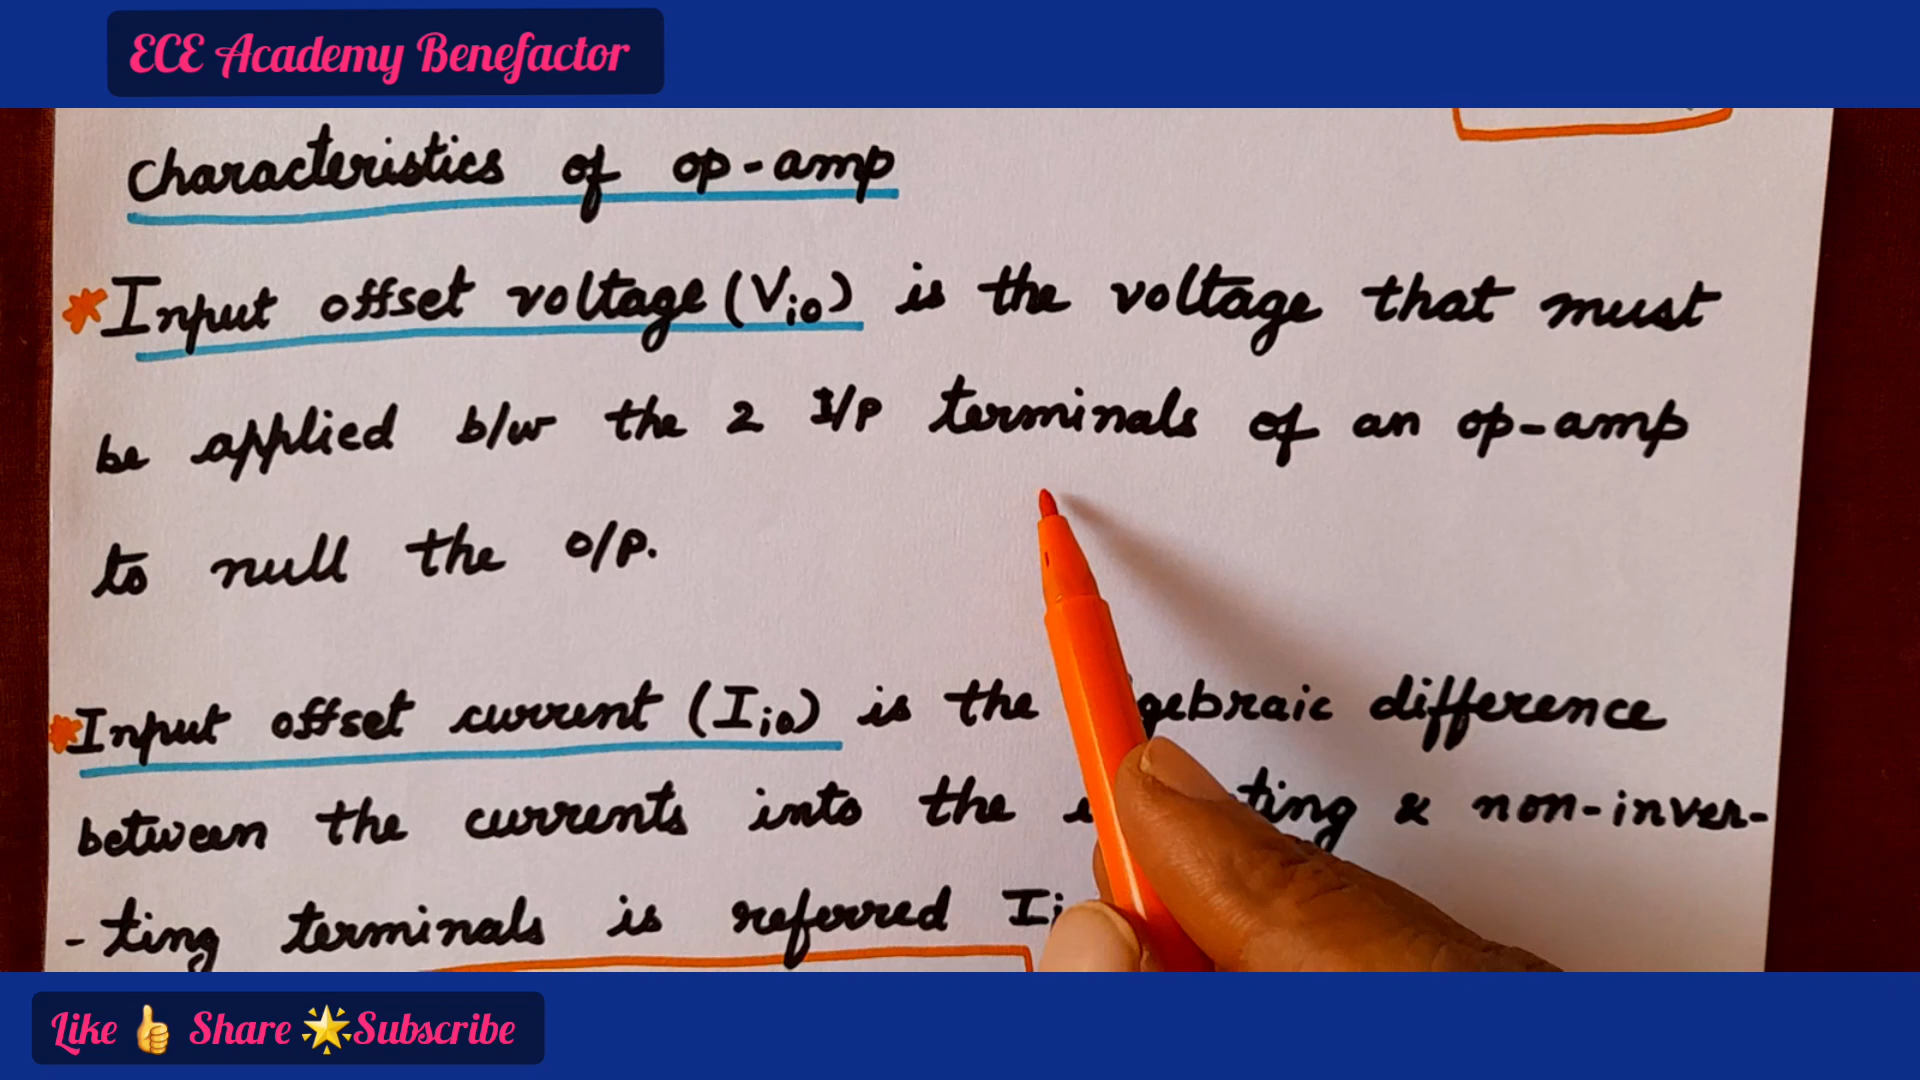 ECE Academy Benefactor
Characteristics of op-amp
*Input offset voltage (Vio) is the voltage that must
be applied b/w the 2 I/P terminals of an op-amp
to null the o/p.
*Input offset current (Iio) is the difference
between the currents into the & non-inver-
-ting terminals is referred
Like 👍 Share 🌟Subscribe